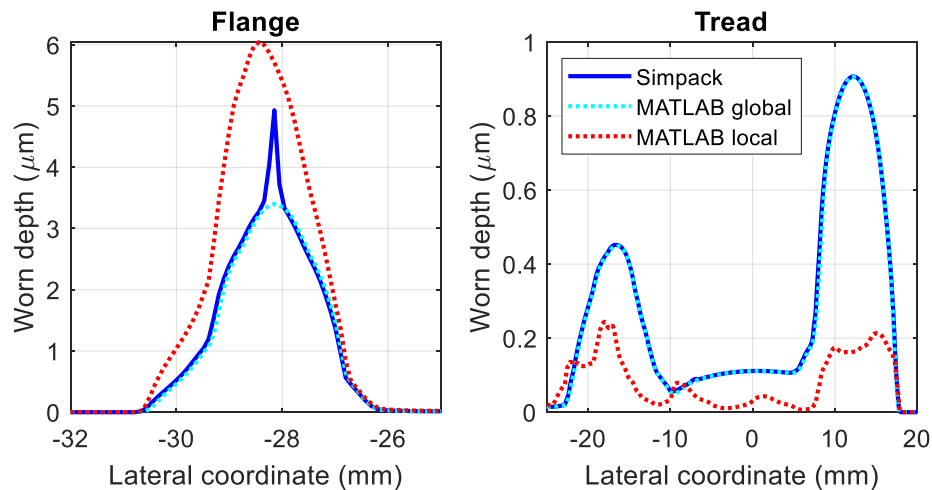 Flange
6
5
4
3
2
1
0
Worn depth (μm)
-32
-30
-28
-26
Lateral coordinate (mm)
Tread
1
0.8
0.6
0.4
0.2
0
Worn depth (μm)
Simpack
MATLAB global
MATLAB local
-20
-10
0
10
20
Lateral coordinate (mm)